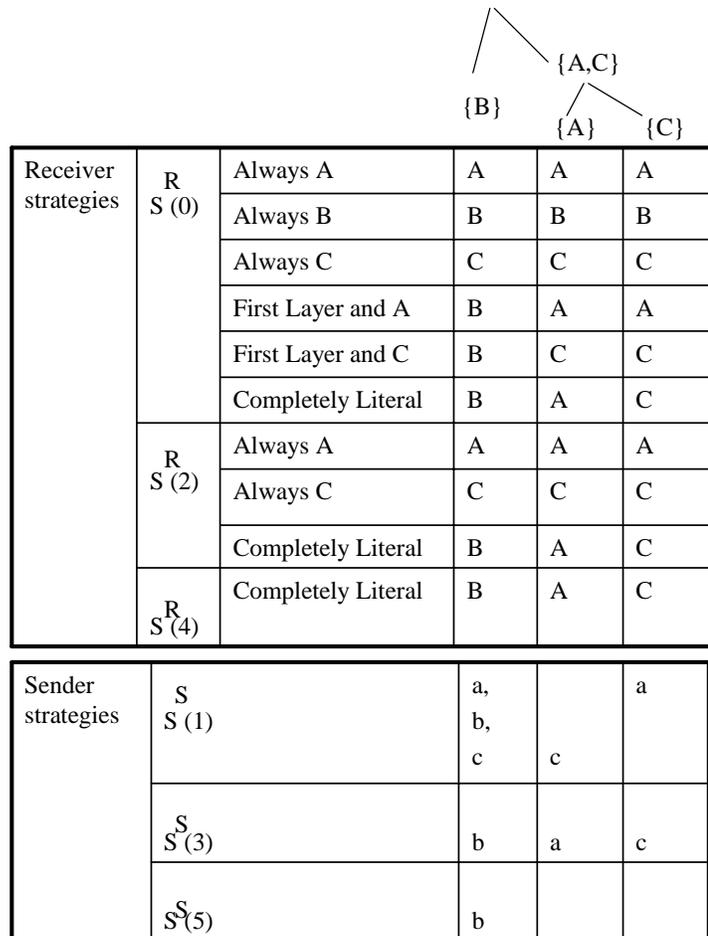 {A,C}
{B}
{A} {C}
Receiver strategies R S (0) Always A A A A
Always B B B B
Always C C C C
First Layer and A B A A
First Layer and C B C C
Completely Literal B A C
R S (2) Always A A A A
Always C C C C
Completely Literal B A C
R S (4) Completely Literal B A C
Sender strategies S S (1) a, a
b,
c c
S S (3) b a c
S S (5) b